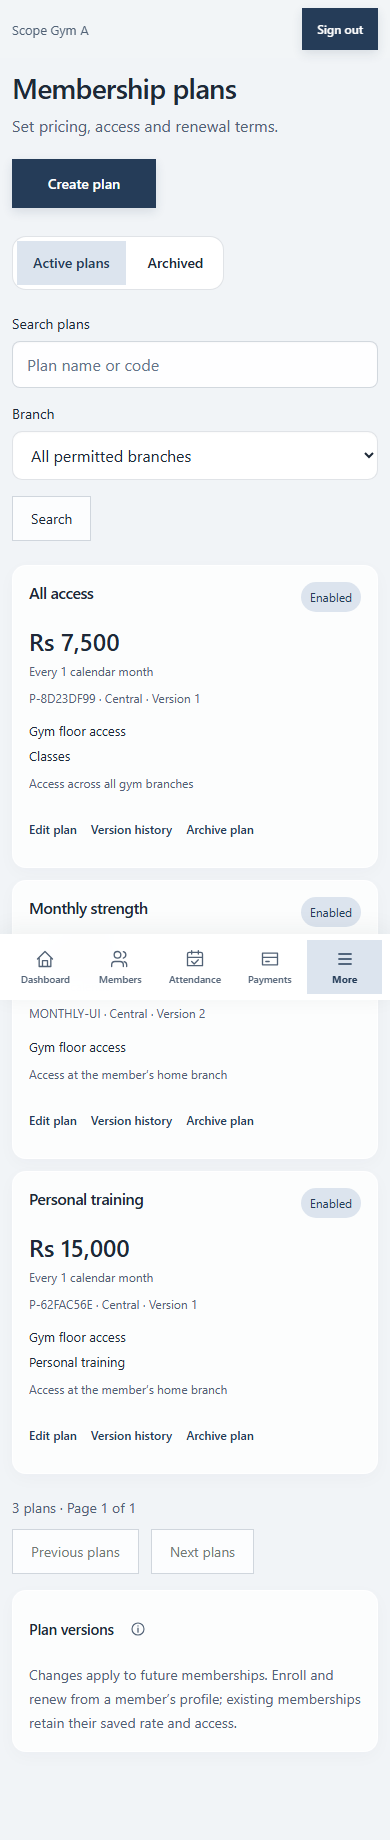 Scope Gym A
Sign out
Membership plans
Set pricing, access and renewal terms.
Create plan
Active plans
Archived
Search plans
Plan name or code
Branch
All permitted branches
Search
All access
Enabled
Rs 7,500
Every 1 calendar month
P-8D23DF99 · Central · Version 1
Gym floor access
Classes
Access across all gym branches
Edit plan Version history Archive plan
Monthly strength
Enabled
Dashboard Members Attendance Payments More
MONTHLY-UI · Central · Version 2
Gym floor access
Access at the member's home branch
Edit plan Version history Archive plan
Personal training
Enabled
Rs 15,000
Every 1 calendar month
P-62FAC56E · Central · Version 1
Gym floor access
Personal training
Access at the member's home branch
Edit plan Version history Archive plan
3 plans · Page 1 of 1
Previous plans Next plans
Plan versions
Changes apply to future memberships. Enroll and
renew from a member's profile; existing memberships
retain their saved rate and access.